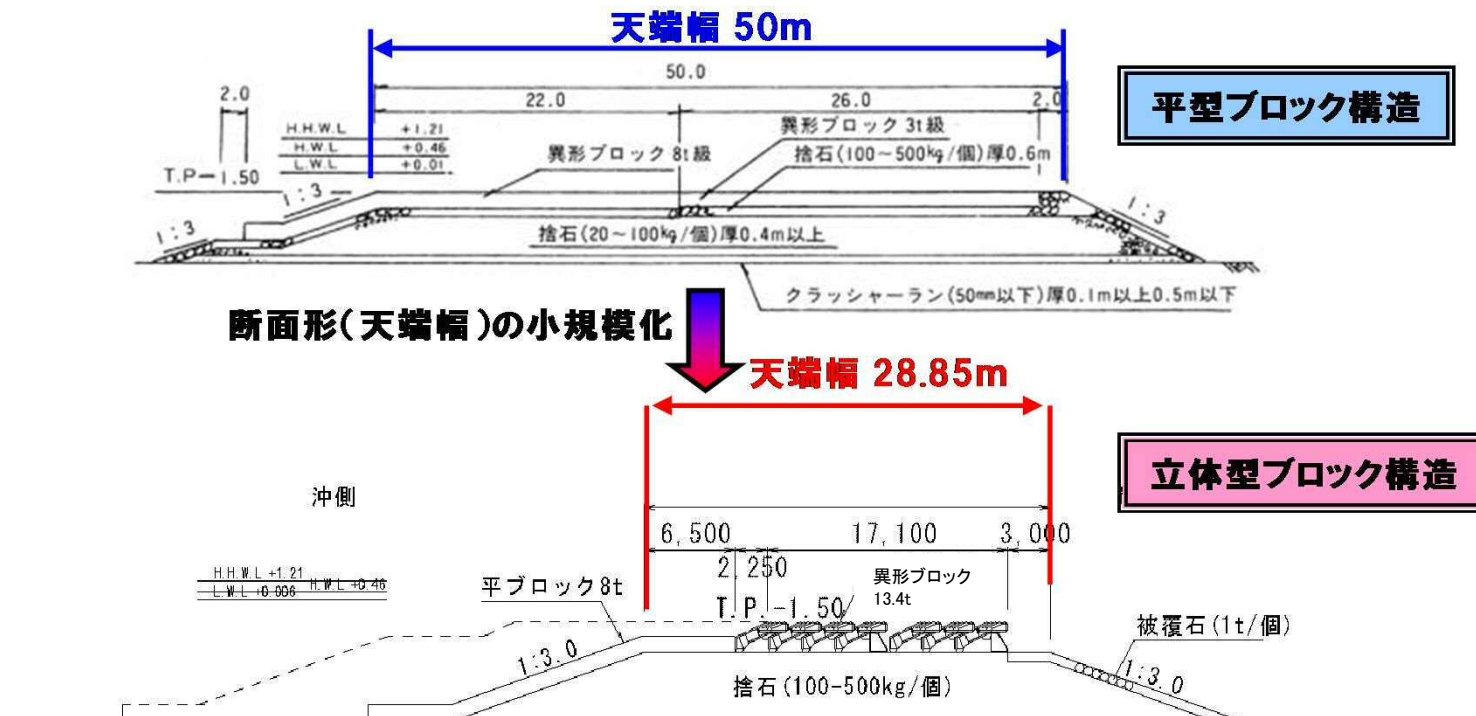 天端幅 50m
平型ブロック構造
50.0
2.0
22.0
26.0
2.0
H.H.W.L +1.21
H.W.L +0.46
L.W.L +0.01
T.P-1.50
異形ブロック 8t級
異形ブロック 3t級
捨石(100~500kg/個)厚0.6m
1:3
1:3
1:3
捨石(20~100kg/個)厚0.4m以上
クラッシャーラン(50mm以下)厚0.1m以上0.5m以下
断面形(天端幅)の小規模化
天端幅 28.85m
立体型ブロック構造
沖側
6,500
17,100
3,000
2,250
H.H.W.L +1.21
H.W.L +0.46
L.W.L +0.006
平ブロック8t
T.P.-1.50
異形ブロック
13.4t
被覆石(1t/個)
1:3.0
1:3.0
捨石(100-500kg/個)